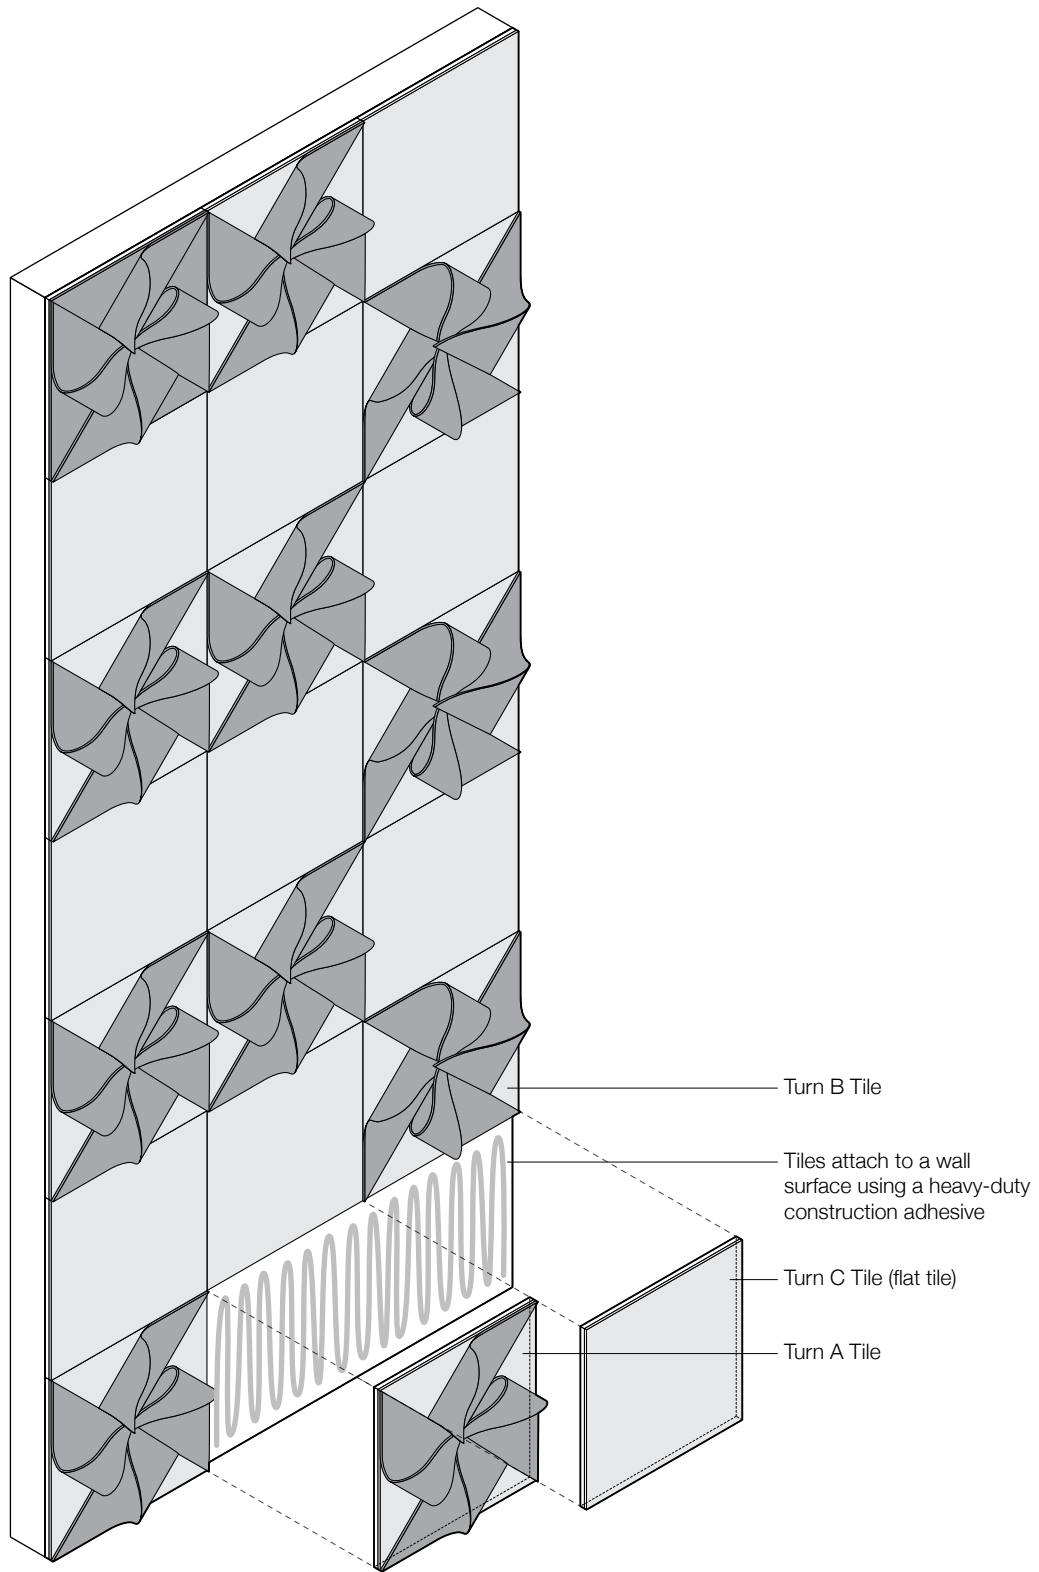 Turn B Tile
Tiles attach to a wall
surface using a heavy-duty
construction adhesive
Turn C Tile (flat tile)
Turn A Tile